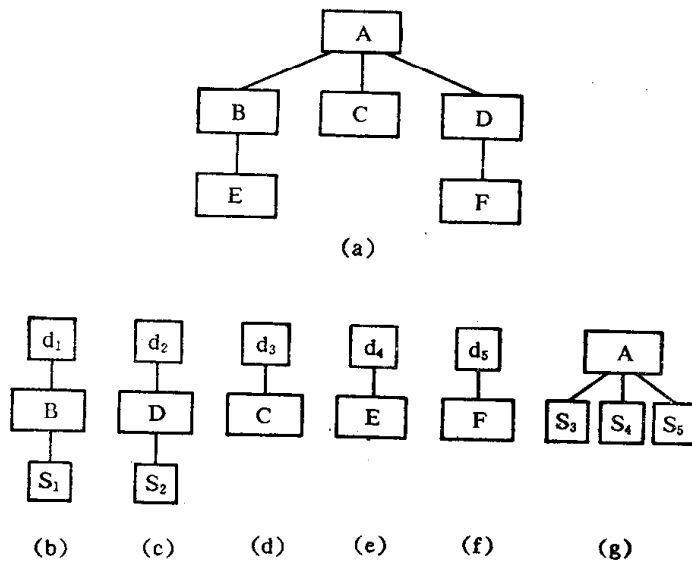 A
B C D
E F
(a)
d₁ d₂ d₃ d₄ d₅ A
B D C E F
S₃ S₄ S₅
S₁ S₂
(b) (c) (d) (e) (f) (g)